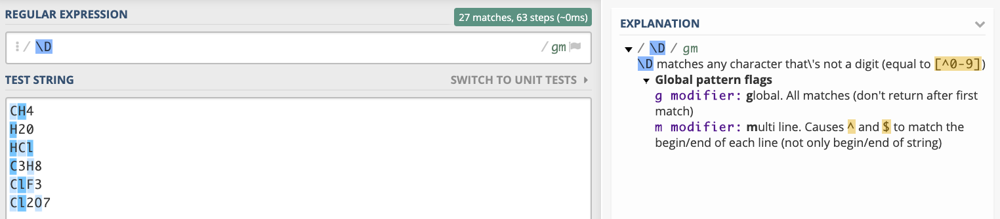 REGULAR EXPRESSION
27 matches, 63 steps (~0ms)
/ \D / gm
TEST STRING
SWITCH TO UNIT TESTS
CH4
H20
HCl
C3H8
ClF3
Cl2O7
EXPLANATION
/ \D / gm
\D matches any character that\'s not a digit (equal to [^0-9])
Global pattern flags
g modifier: global. All matches (don't return after first
match)
m modifier: multi line. Causes ^ and $ to match the
begin/end of each line (not only begin/end of string)